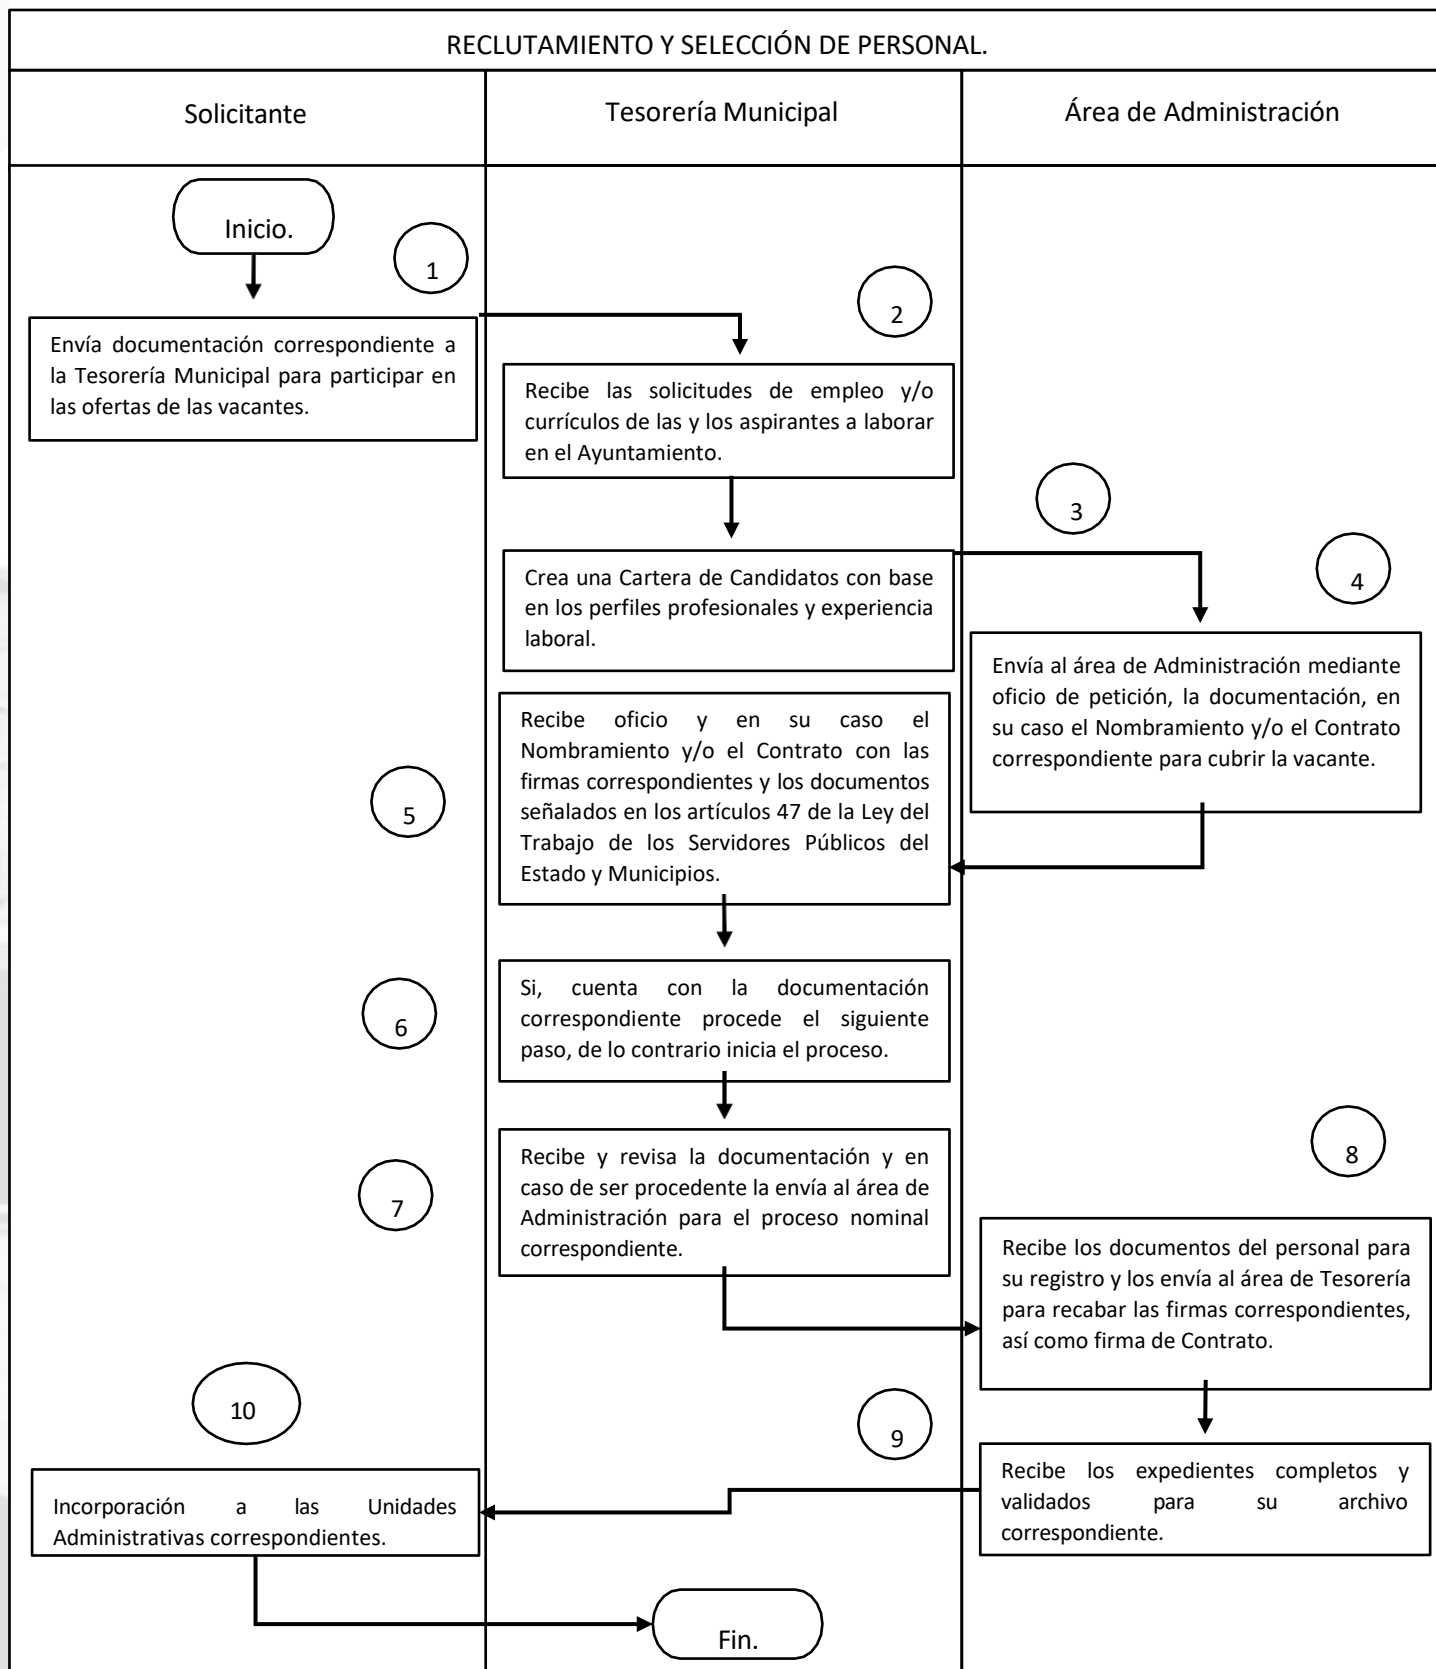 RECLUTAMIENTO Y SELECCIÓN DE PERSONAL.
Solicitante
Tesorería Municipal
Área de Administración
Inicio.
1
Envía documentación correspondiente a
la Tesorería Municipal para participar en
las ofertas de las vacantes.
2
Recibe las solicitudes de empleo y/o
currículos de las y los aspirantes a laborar
en el Ayuntamiento.
3
Crea una Cartera de Candidatos con base
en los perfiles profesionales y experiencia
laboral.
4
Envía al área de Administración mediante
oficio de petición, la documentación, en
su caso el Nombramiento y/o el Contrato
correspondiente para cubrir la vacante.
5
Recibe oficio y en su caso el
Nombramiento y/o el Contrato con las
firmas correspondientes y los documentos
señalados en los artículos 47 de la Ley del
Trabajo de los Servidores Públicos del
Estado y Municipios.
6
Si, cuenta con la documentación
correspondiente procede el siguiente
paso, de lo contrario inicia el proceso.
7
Recibe y revisa la documentación y en
caso de ser procedente la envía al área de
Administración para el proceso nominal
correspondiente.
8
Recibe los documentos del personal para
su registro y los envía al área de Tesorería
para recabar las firmas correspondientes,
así como firma de Contrato.
9
Recibe los expedientes completos y
validados para su archivo
correspondiente.
10
Incorporación a las Unidades
Administrativas correspondientes.
Fin.